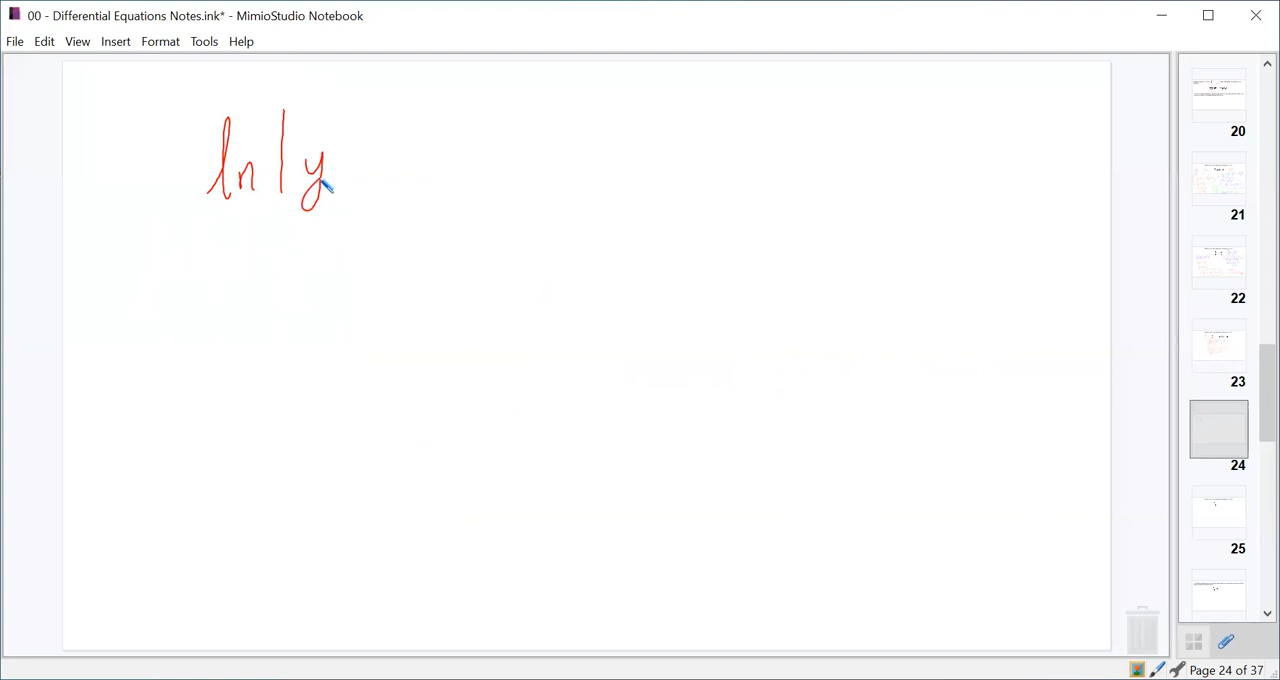 00 - Differential Equations Notes.ink* - MimioStudio Notebook
File Edit View Insert Format Tools Help
ln |y
20
21
22
23
24
25
Page 24 of 37